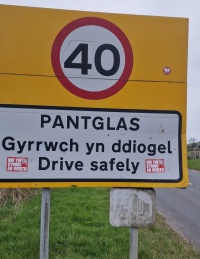 40
PANTGLAS
Gyrrwch yn ddiogel
Drive safely